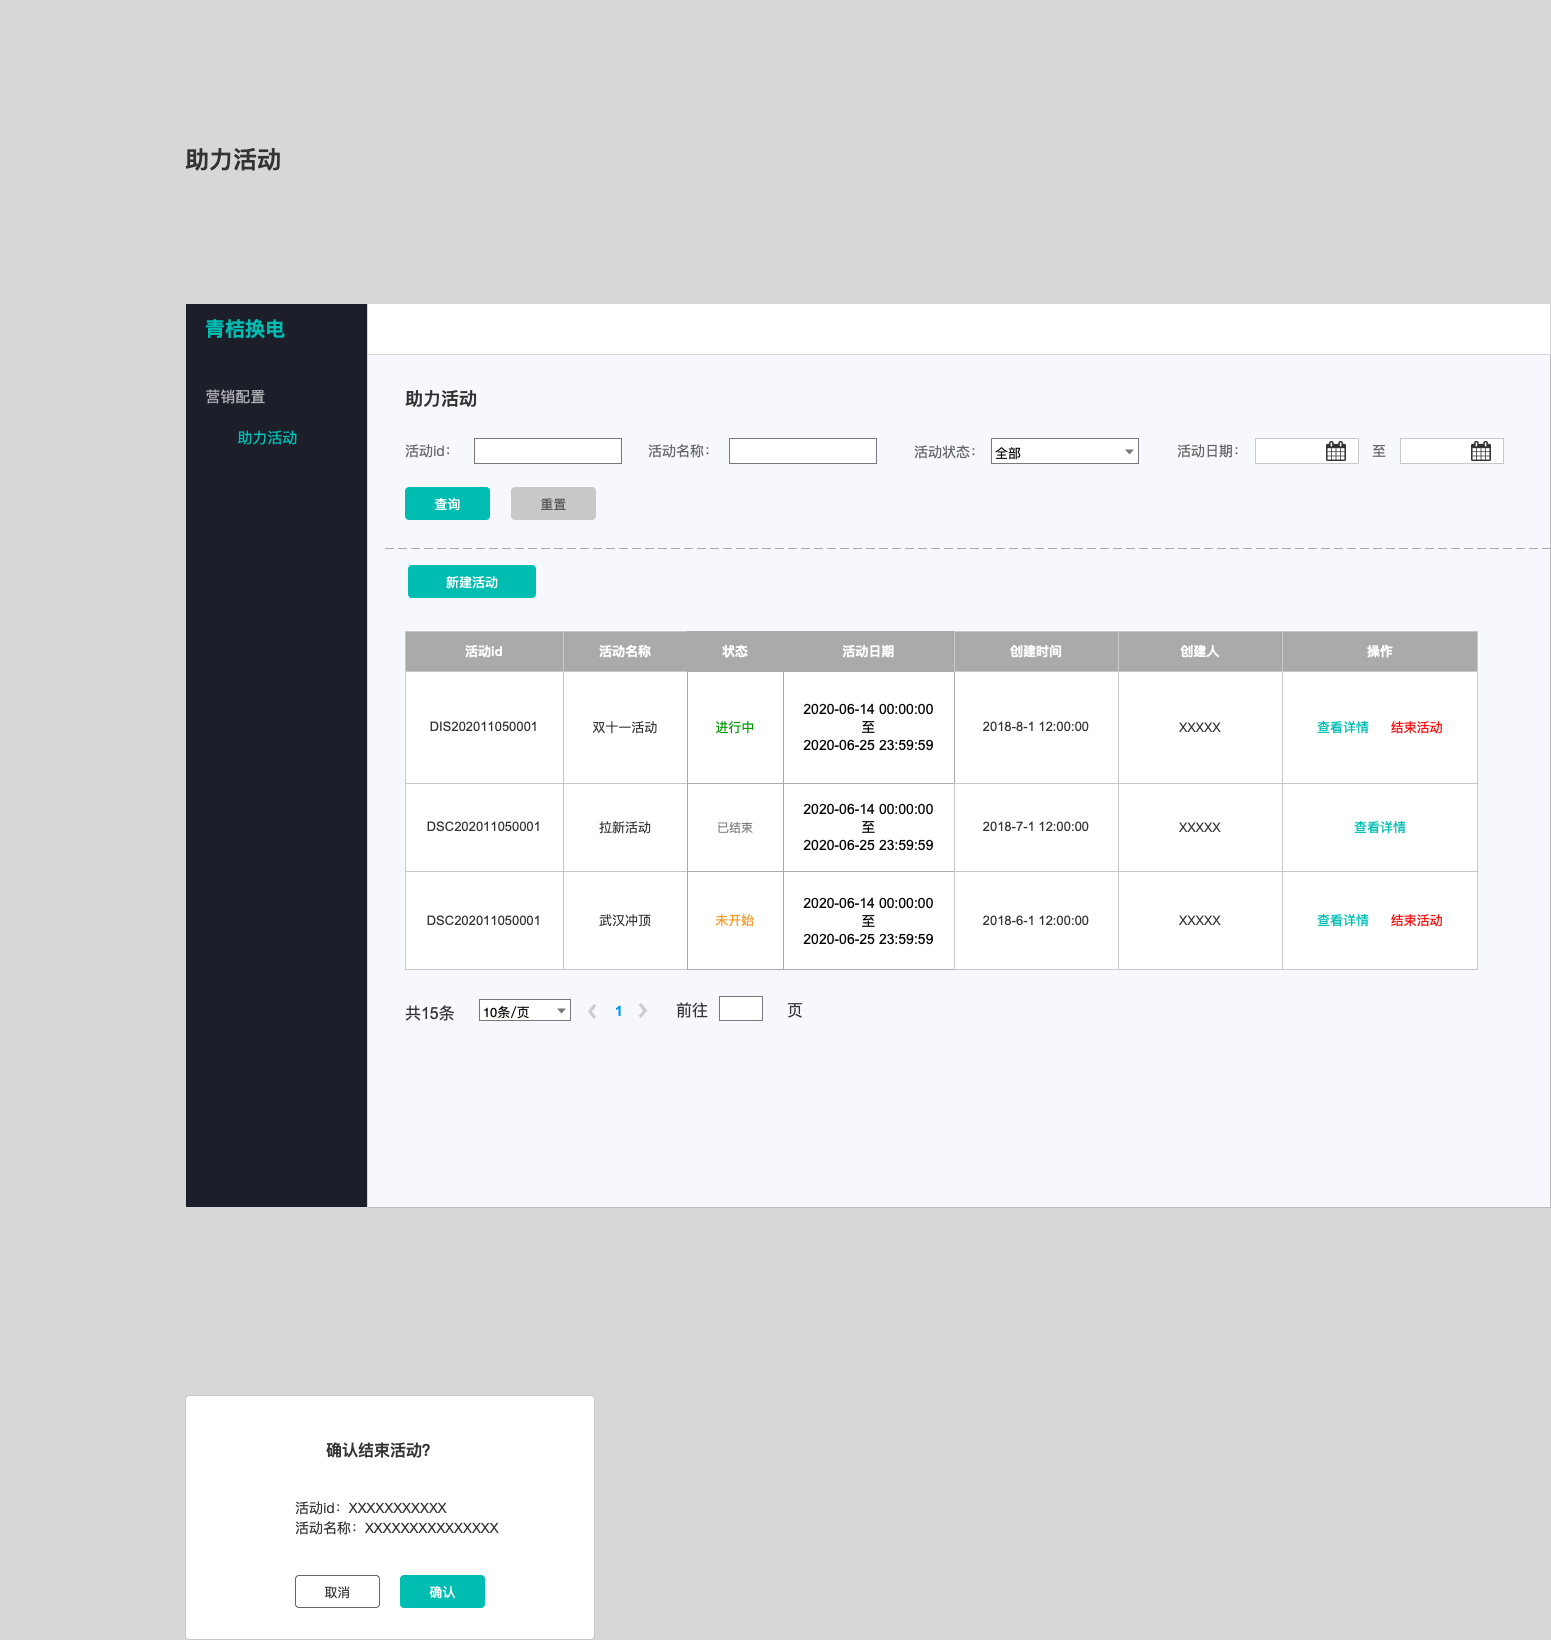 助力活动
青桔换电
营销配置
助力活动
助力活动
活动id： 活动名称： 活动状态： 全部 活动日期： 至
查询 重置
新建活动
活动id 活动名称 状态 活动日期 创建时间 创建人 操作
DIS202011050001 双十一活动 进行中 2020-06-14 00:00:00 至 2020-06-25 23:59:59 2018-8-1 12:00:00 XXXXX 查看详情 结束活动
DSC202011050001 拉新活动 已结束 2020-06-14 00:00:00 至 2020-06-25 23:59:59 2018-7-1 12:00:00 XXXXX 查看详情
DSC202011050001 武汉冲顶 未开始 2020-06-14 00:00:00 至 2020-06-25 23:59:59 2018-6-1 12:00:00 XXXXX 查看详情 结束活动
共15条 10条/页 1 前往 页
确认结束活动?
活动id：XXXXXXXXXXX
活动名称：XXXXXXXXXXXXXXX
取消 确认